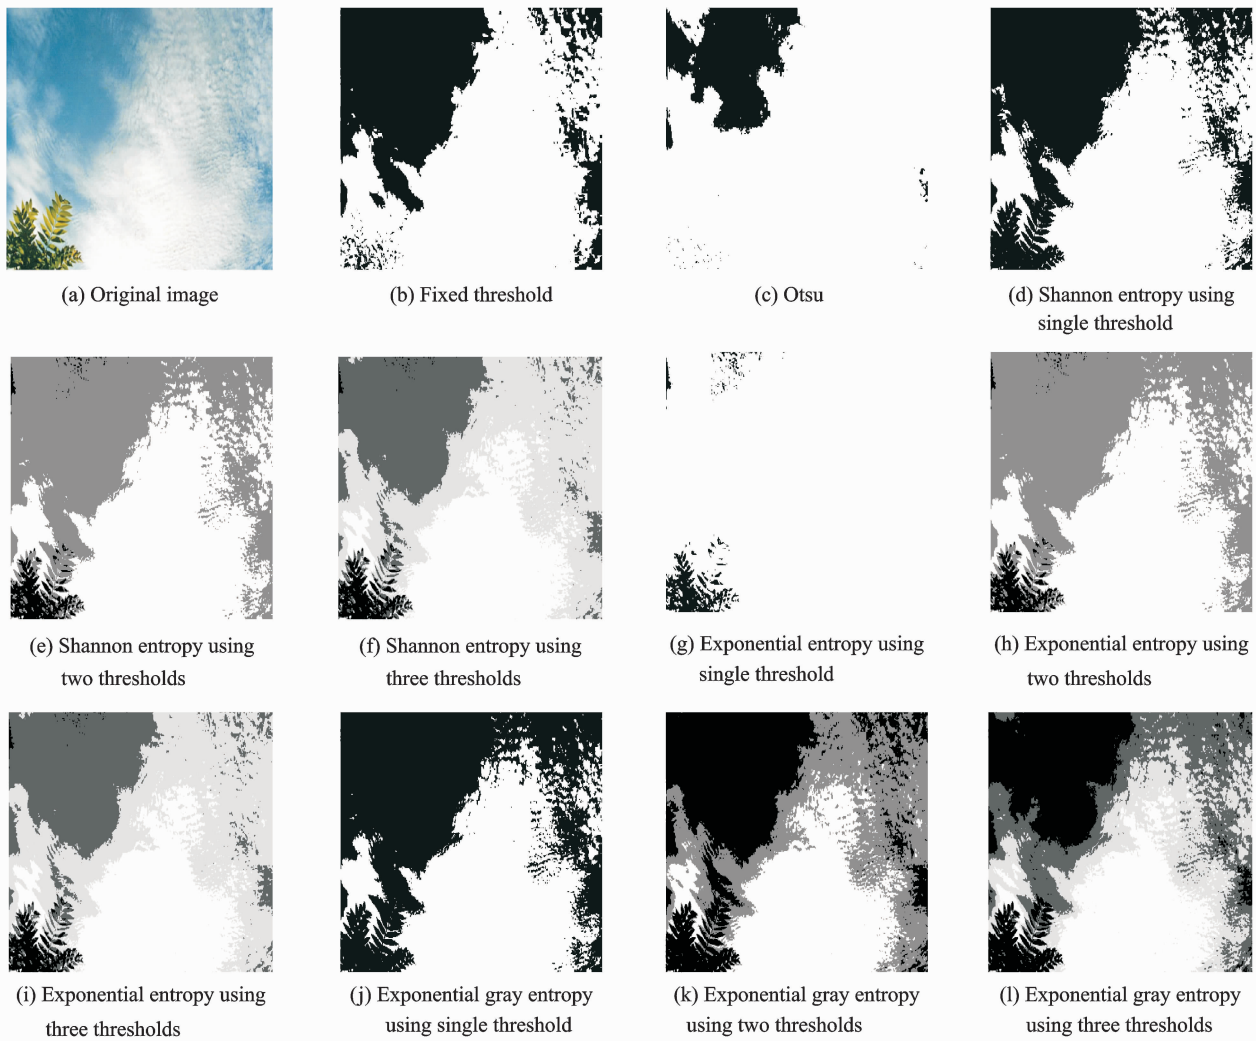 (a) Original image
(b) Fixed threshold
(c) Otsu
(d) Shannon entropy using
single threshold
(e) Shannon entropy using
two thresholds
(f) Shannon entropy using
three thresholds
(g) Exponential entropy using
single threshold
(h) Exponential entropy using
two thresholds
(i) Exponential entropy using
three thresholds
(j) Exponential gray entropy
using single threshold
(k) Exponential gray entropy
using two thresholds
(l) Exponential gray entropy
using three thresholds